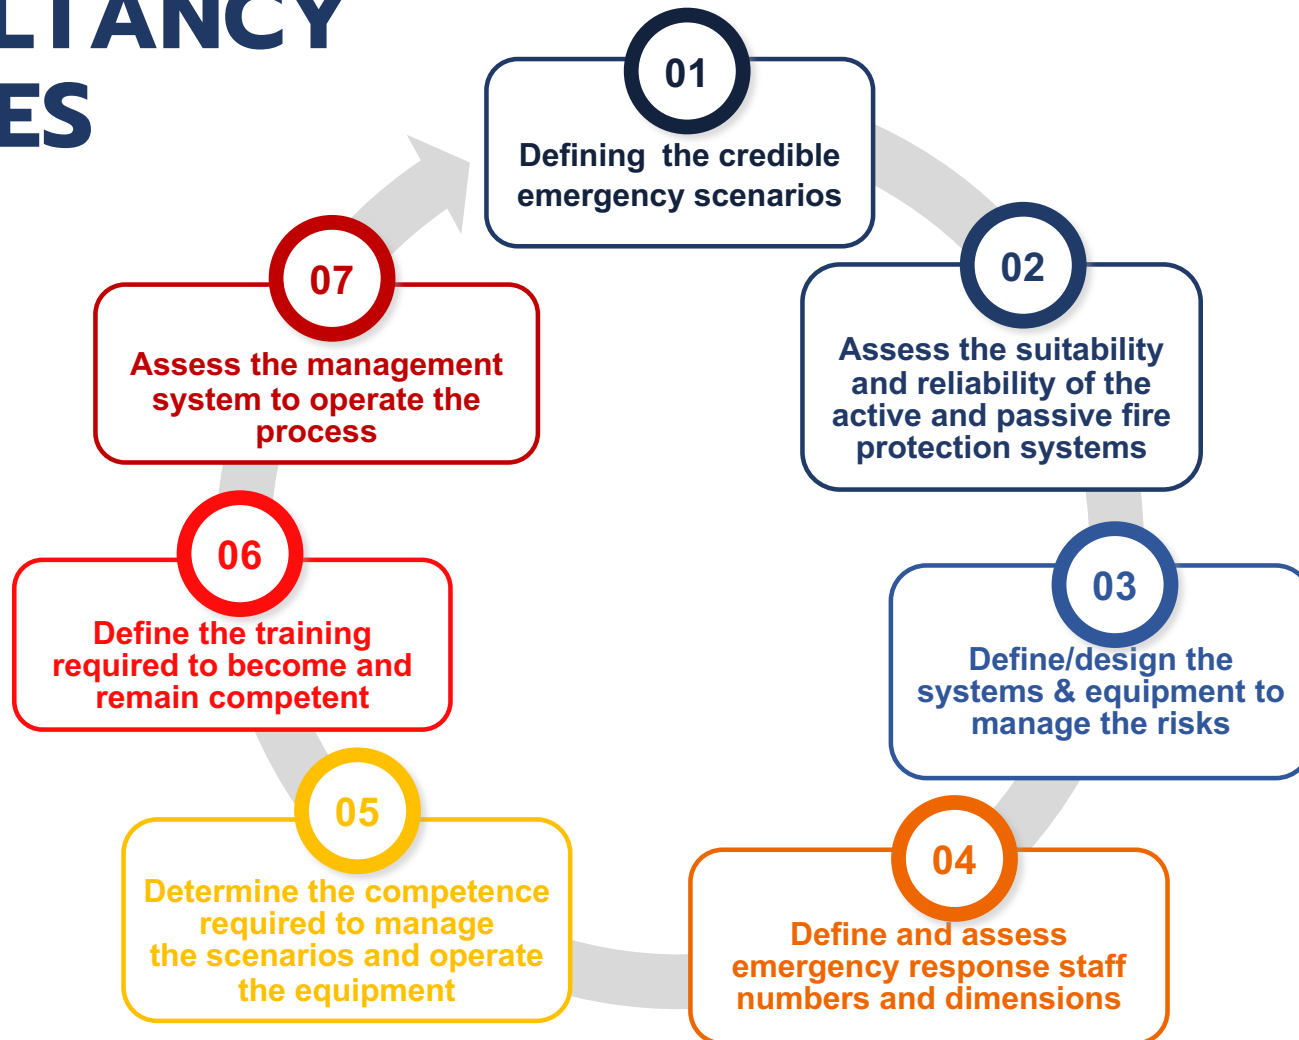 LTANCY
ES
01
Defining the credible
emergency scenarios
02
Assess the suitability
and reliability of the
active and passive fire
protection systems
03
Define/design the
systems & equipment to
manage the risks
04
Define and assess
emergency response staff
numbers and dimensions
05
Determine the competence
required to manage
the scenarios and operate
the equipment
06
Define the training
required to become and
remain competent
07
Assess the management
system to operate the
process